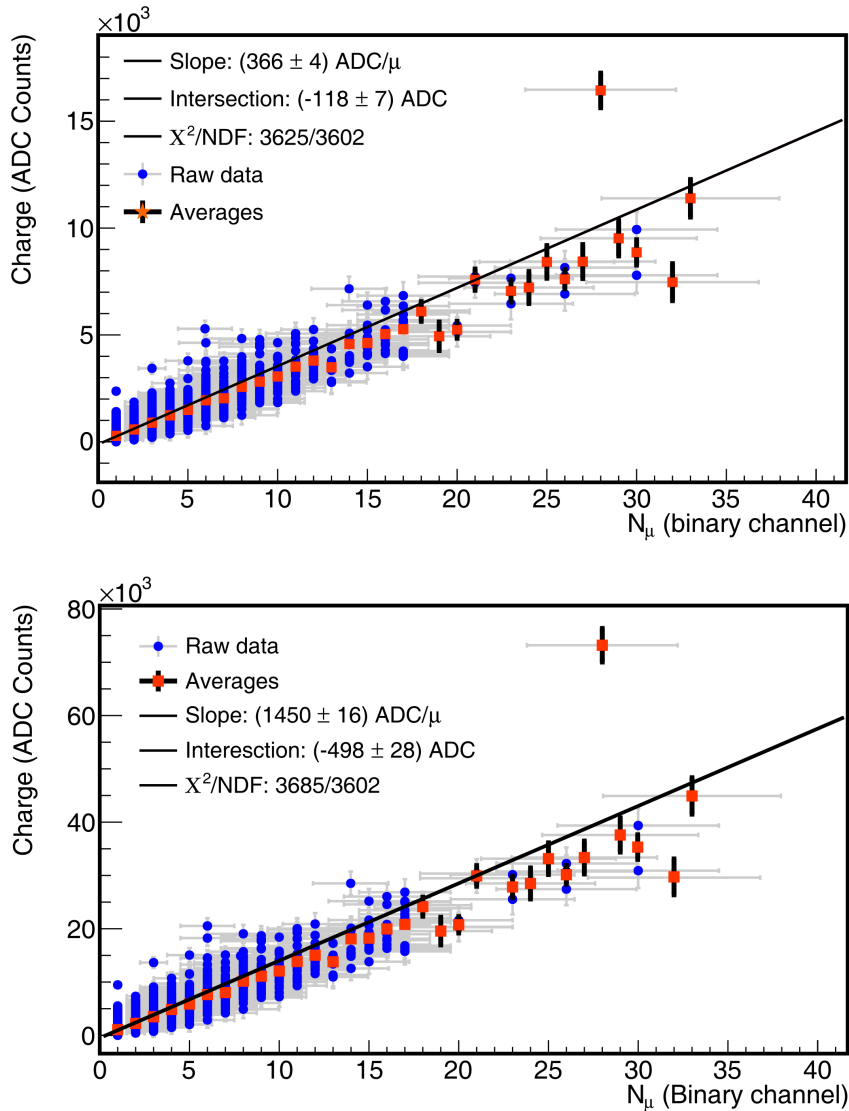 ×10³
Slope: (366 ± 4) ADC/μ
Intersection: (-118 ± 7) ADC
Χ²/NDF: 3625/3602
Raw data
Averages
Charge (ADC Counts)
15
10
5
0
0 5 10 15 20 25 30 35 40
N_μ (binary channel)
×10³
80
Raw data
Averages
Slope: (1450 ± 16) ADC/μ
Interesction: (-498 ± 28) ADC
Χ²/NDF: 3685/3602
Charge (ADC Counts)
60
40
20
0
0 5 10 15 20 25 30 35 40
N_μ (Binary channel)